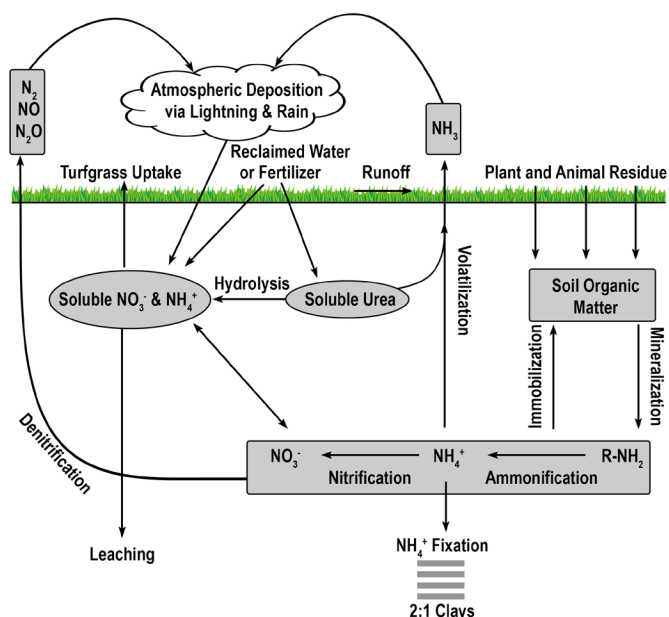 N₂
NO
N₂O
Atmospheric Deposition
via Lightning & Rain
NH₃
Turfgrass Uptake
Reclaimed Water
or Fertilizer
Runoff
Plant and Animal Residue
Soluble NO₃⁻ & NH₄⁺
Hydrolysis
Soluble Urea
Volatilization
Soil Organic
Matter
Immobilization
Mineralization
Denitrification
NO₃⁻
NH₄⁺
R-NH₂
Nitrification
Ammonification
Leaching
NH₄⁺ Fixation
2:1 Clays